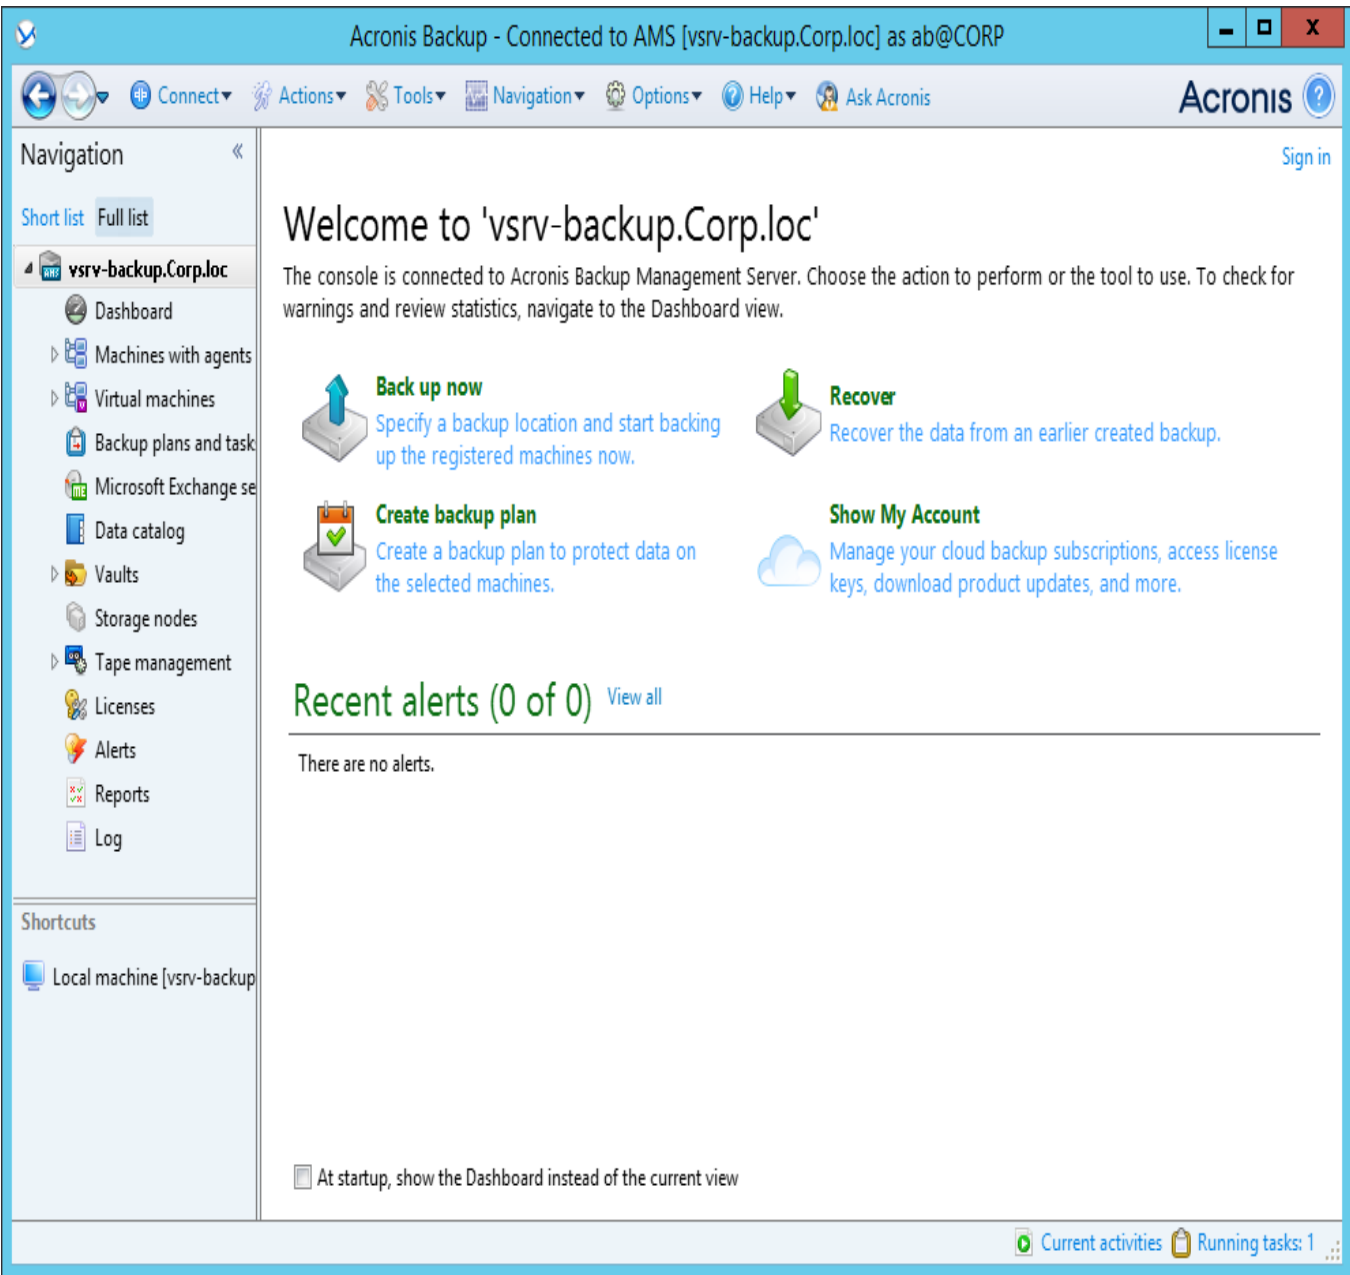 Acronis Backup - Connected to AMS [vsrv-backup.Corp.loc] as ab@CORP
Connect Actions Tools Navigation Options Help Ask Acronis
Acronis
Navigation
Short list Full list
vsrv-backup.Corp.loc
Dashboard
Machines with agents
Virtual machines
Backup plans and task
Microsoft Exchange se
Data catalog
Vaults
Storage nodes
Tape management
Licenses
Alerts
Reports
Log
Shortcuts
Local machine [vsrv-backup
Sign in
Welcome to 'vsrv-backup.Corp.loc'
The console is connected to Acronis Backup Management Server. Choose the action to perform or the tool to use. To check for
warnings and review statistics, navigate to the Dashboard view.
Back up now
Specify a backup location and start backing
up the registered machines now.
Recover
Recover the data from an earlier created backup.
Create backup plan
Create a backup plan to protect data on
the selected machines.
Show My Account
Manage your cloud backup subscriptions, access license
keys, download product updates, and more.
Recent alerts (0 of 0) View all
There are no alerts.
At startup, show the Dashboard instead of the current view
Current activities Running tasks: 1